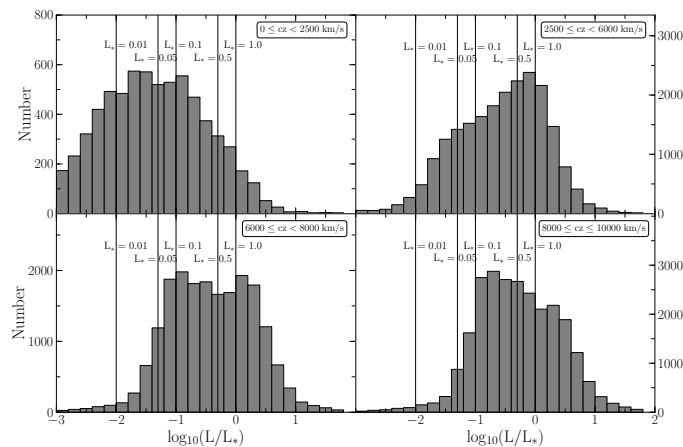 0 ≤ cz < 2500 km/s
L* = 0.01 L* = 0.1 L* = 1.0
L* = 0.05 L* = 0.5
Number
800
600
400
200
0
2500 ≤ cz < 6000 km/s
L* = 0.01 L* = 0.1 L* = 1.0
L* = 0.05 L* = 0.5
3000
2000
1000
0
6000 ≤ cz < 8000 km/s
L* = 0.01 L* = 0.1 L* = 1.0
L* = 0.05 L* = 0.5
Number
2000
1000
0
-3 -2 -1 0 1
log10(L/L*)
8000 ≤ cz ≤ 10000 km/s
L* = 0.01 L* = 0.1 L* = 1.0
L* = 0.05 L* = 0.5
3000
2000
1000
0
-2 -1 0 1 2
log10(L/L*)